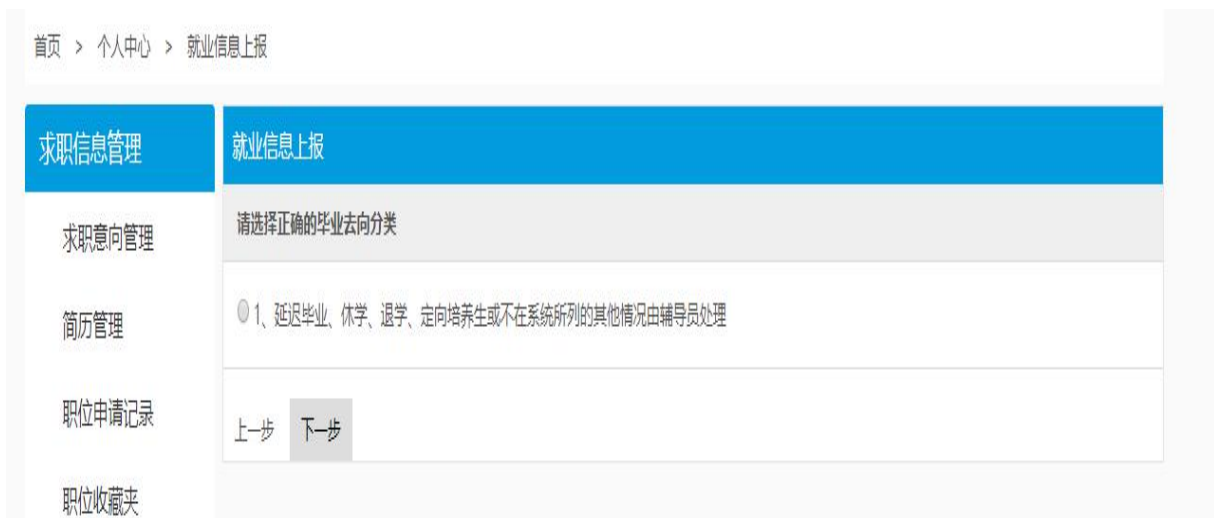 首页 > 个人中心 > 就业信息上报
求职信息管理
求职意向管理
简历管理
职位申请记录
职位收藏夹
就业信息上报
请选择正确的毕业去向分类
1、延迟毕业、休学、退学、定向培养生或不在系统所列的其他情况由辅导员处理
上一步 下一步